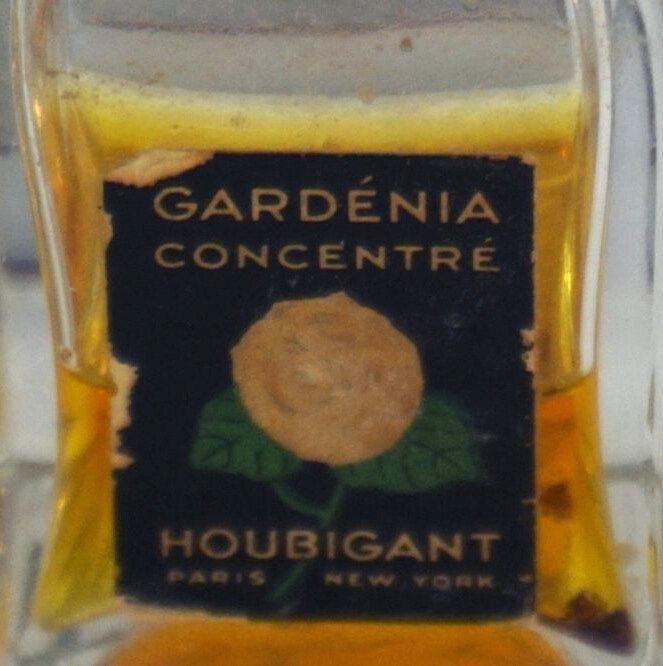 GARDÉNIA
CONCENTRÉ
HOUBIGANT
PARIS NEW YORK